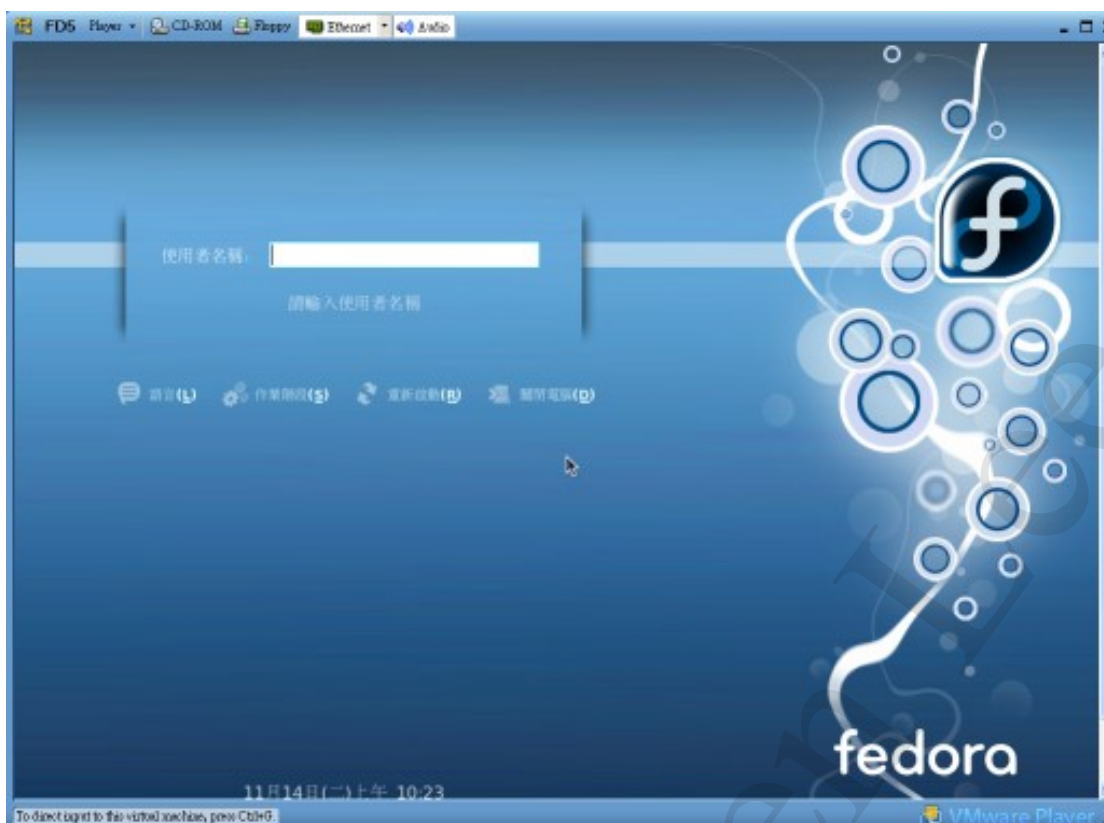 FD5 Player CD-ROM Floppy Ethernet Audio
使用者名稱:
請輸入使用者名稱
語言(L) 作業階段(S) 重新啟動(R) 關閉電腦(D)
fedora
11月14日(二)上午 10:23
To direct input to this virtual machine, press Ctrl+G.
VMware Player